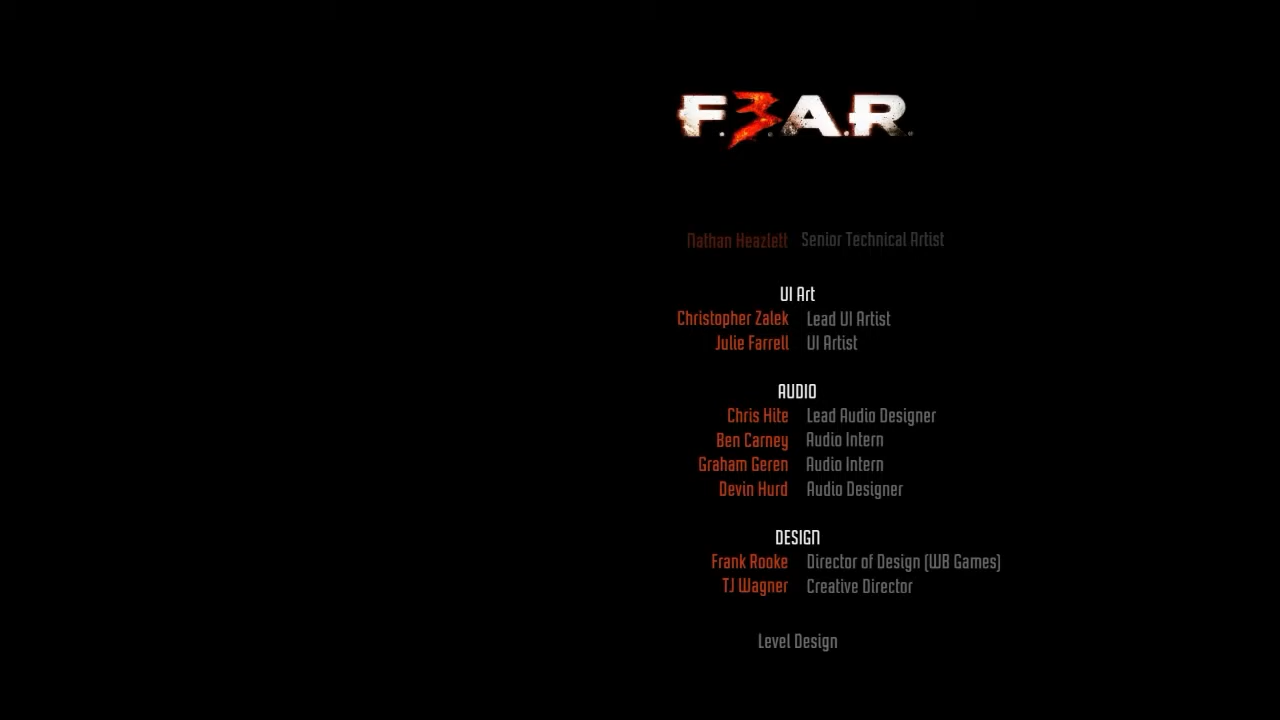 F.3.A.R.
Nathan Heazlett Senior Technical Artist
UI Art
Christopher Zalek Lead UI Artist
Julie Farrell UI Artist
AUDIO
Chris Hite Lead Audio Designer
Ben Carney Audio Intern
Graham Geren Audio Intern
Devin Hurd Audio Designer
DESIGN
Frank Rooke Director of Design (WB Games)
TJ Wagner Creative Director
Level Design